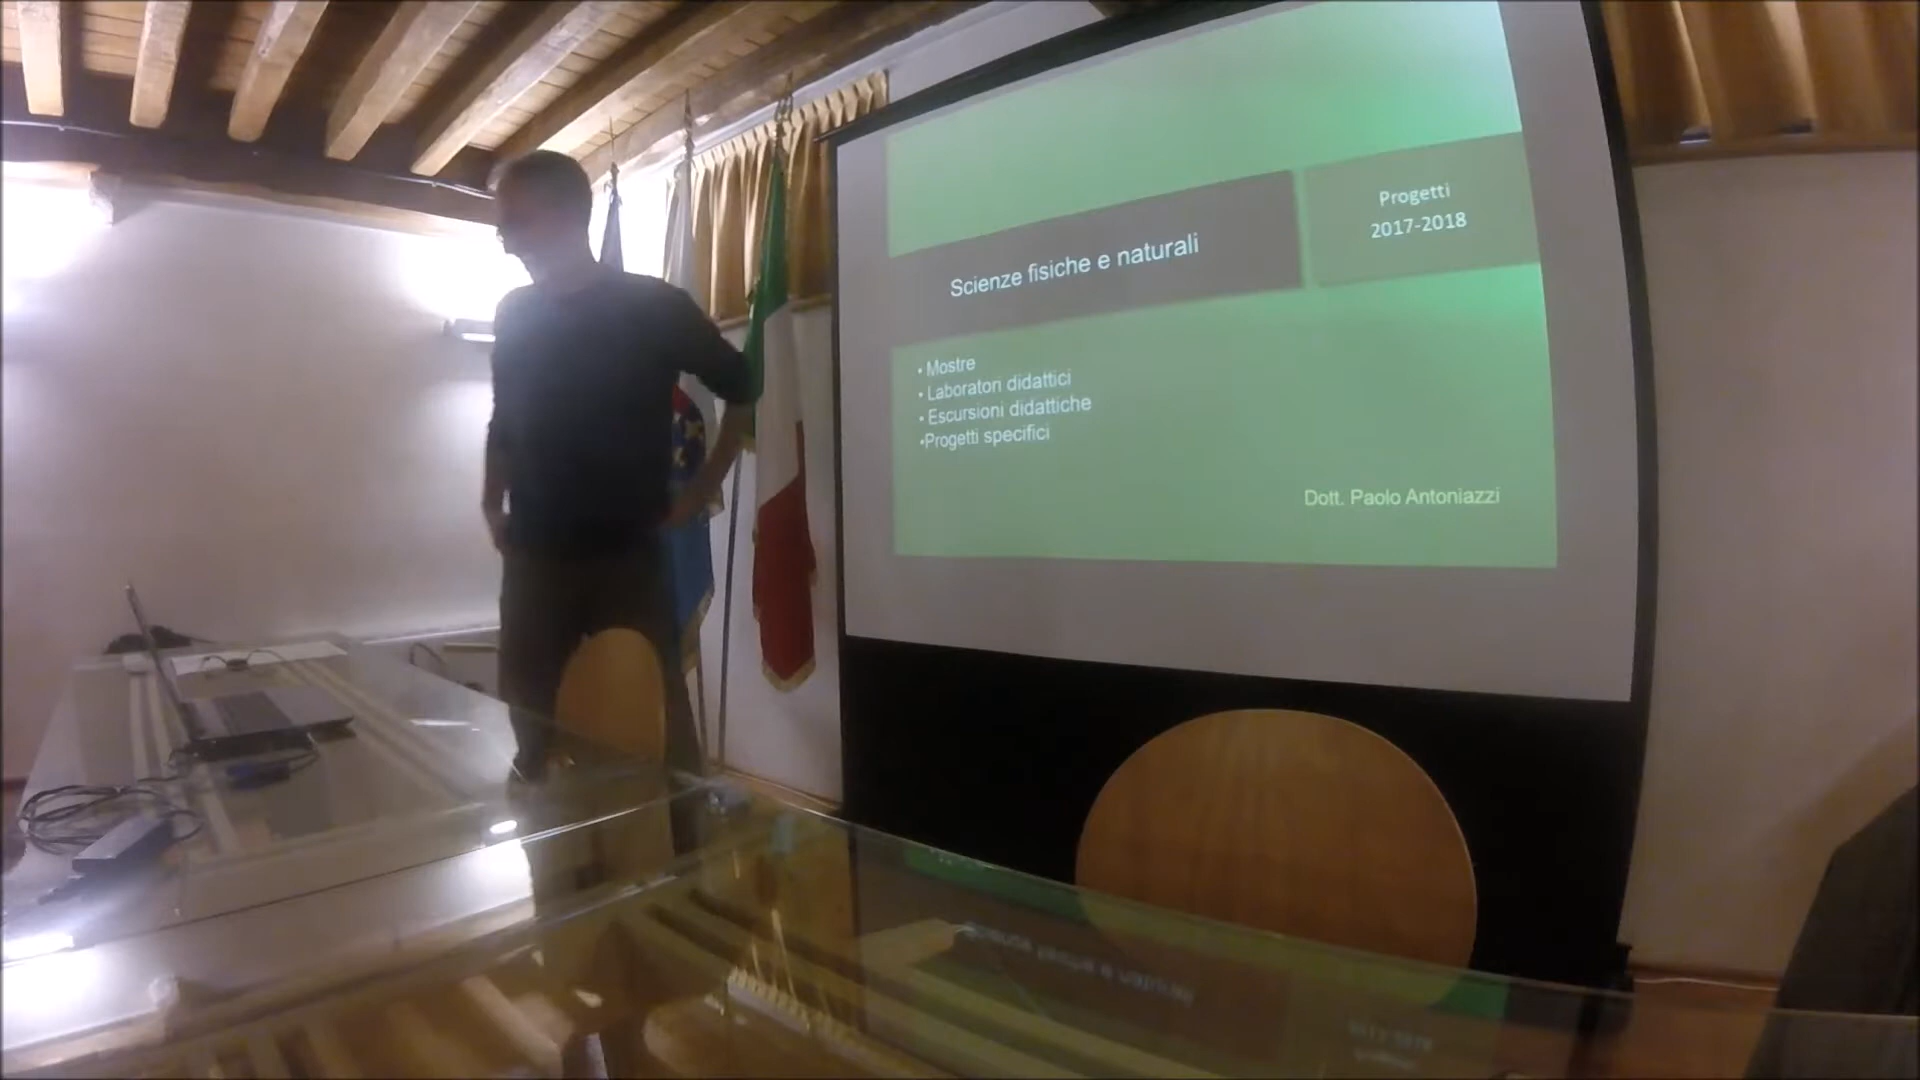 Progetti
2017-2018
Scienze fisiche e naturali
• Mostre
• Laboratori didattici
• Escursioni didattiche
•Progetti specifici
Dott. Paolo Antoniazzi